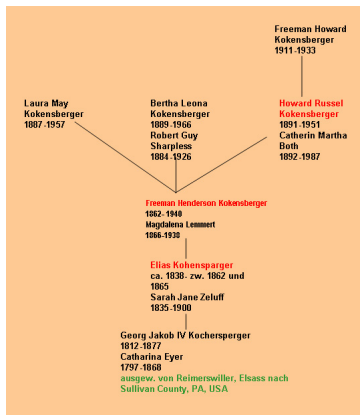 Freeman Howard
Kokensberger
1911-1933
Laura May
Kokensberger
1887-1957
Bertha Leona
Kokensberger
1889-1966
Robert Guy
Sharpless
1884-1926
Howard Russel
Kokensberger
1891-1951
Catherin Martha
Both
1892-1987
Freeman Henderson Kokensberger
1862- 1940
Magdalena Lemmert
1866-1930
Elias Kohensparger
ca. 1838- zw. 1862 und
1865
Sarah Jane Zeluff
1835-1900
Georg Jakob IV Kochersperger
1812-1877
Catharina Eyer
1797-1868
ausgew. von Reimerswiller, Elsass nach
Sullivan County, PA, USA